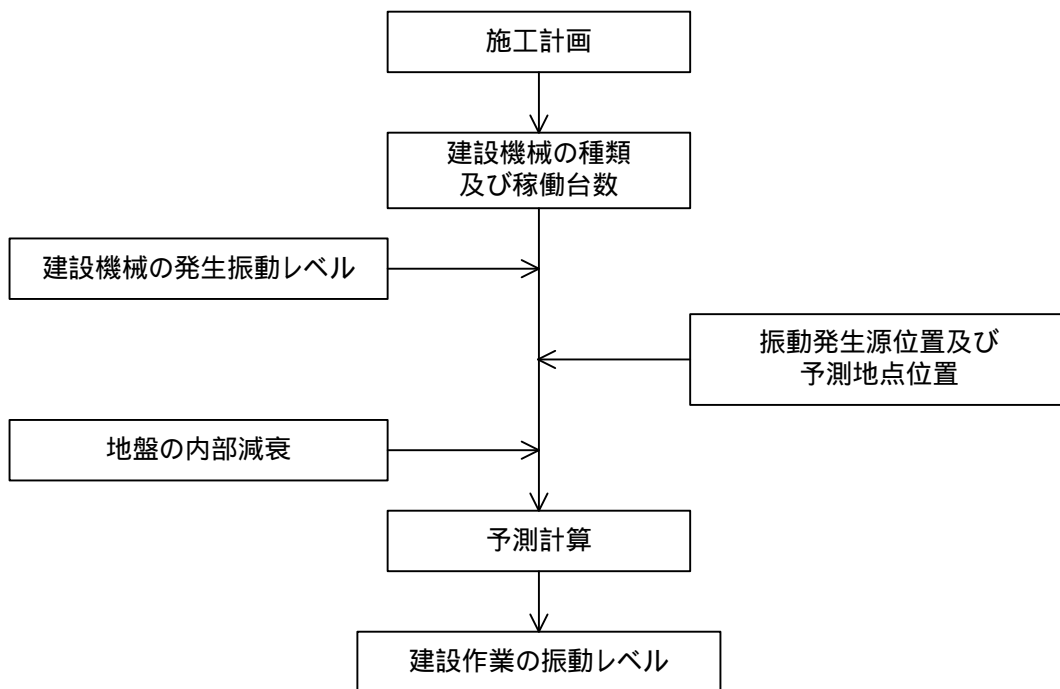 施工計画
建設機械の種類
及び稼働台数
建設機械の発生振動レベル
振動発生源位置及び
予測地点位置
地盤の内部減衰
予測計算
建設作業の振動レベル